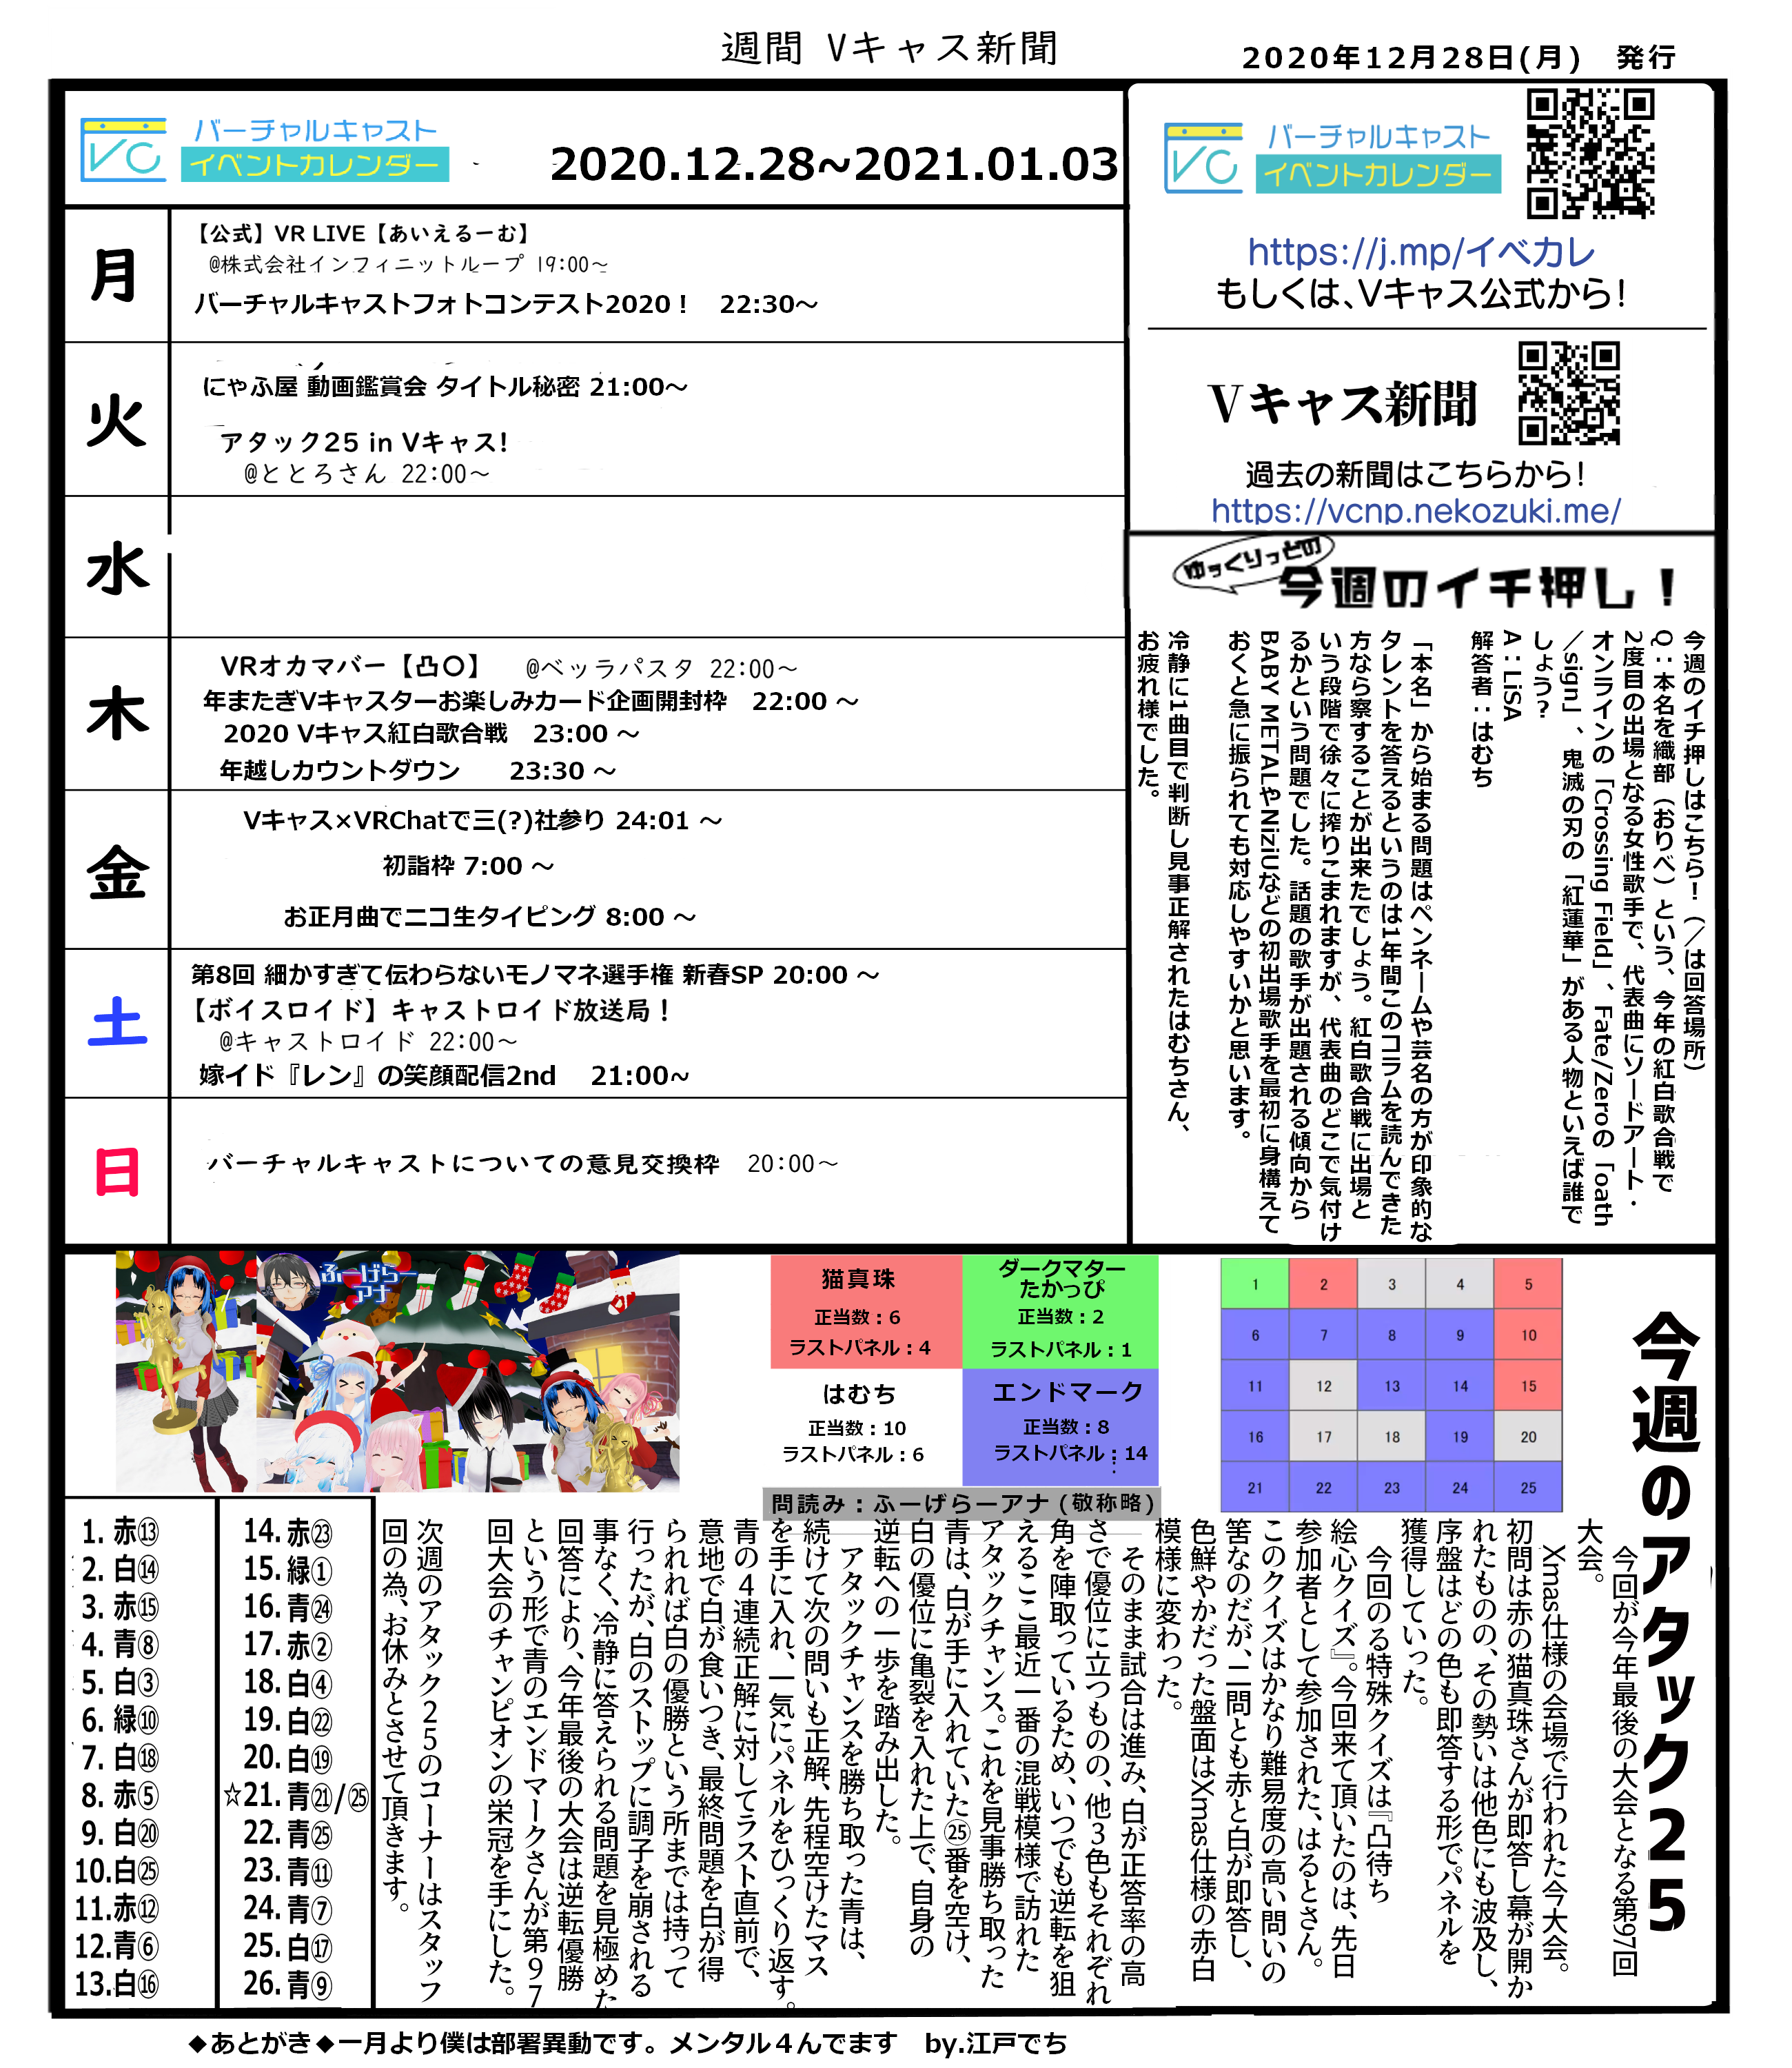 週間 Vキャス新聞
2020年12月28日(月)　発行
バーチャルキャスト
イベントカレンダー
2020.12.28~2021.01.03
月
【公式】VR LIVE【あいえるーむ】
@株式会社インフィニットループ 19:00～
バーチャルキャストフォトコンテスト2020！　22:30～
火
にゃふ屋 動画鑑賞会 タイトル秘密 21:00～
アタック25 in Vキャス!
@ととろさん 22:00～
水
木
VRオカマバー【凸〇】　@ベッラパスタ 22:00～
年またぎVキャスターお楽しみカード企画開封枠　22:00 ～
2020 Vキャス紅白歌合戦　23:00 ～
年越しカウントダウン　　23:30 ～
金
Vキャス×VRChatで三(?)社参り 24:01 ～
初詣枠 7:00 ～
お正月曲でニコ生タイピング 8:00 ～
土
第8回 細かすぎて伝わらないモノマネ選手権 新春SP 20:00 ～
【ボイスロイド】キャストロイド放送局！
@キャストロイド 22:00～
嫁イド『レン』の笑顔配信2nd　21:00~
日
バーチャルキャストについての意見交換枠　20:00～
バーチャルキャスト
イベントカレンダー
https://j.mp/イベカレ
もしくは、Vキャス公式から!
Vキャス新聞
過去の新聞はこちらから!
https://vcnp.nekozuki.me/
ゆっくりっどの
今週のイチ押し！
今週のイチ押しはこちら！（／は回答場所）
Q：本名を織部（おりべ）という、今年の紅白歌合戦で
2度目の出場となる女性歌手で、代表曲にソードアート・
オンラインの「Crossing Field」、Fate/Zeroの「oath
／sign」、鬼滅の刃の「紅蓮華」がある人物といえば誰で
しょう?
A：LiSA
解答者：はむち
「本名」から始まる問題はペンネームや芸名の方が印象的な
タレントを答えるというのは1年間このコラムを読んできた
方なら察することが出来たでしょう。紅白歌合戦に出場と
いう段階で徐々に搾りこまれますが、代表曲のどこで気付け
るかという問題でした。話題の歌手が出題される傾向から
BABY METALやNiziUなどの初出場歌手を最初に身構えて
おくと急に振られても対応しやすいかと思います。
冷静に1曲目で判断し見事正解されたはむちさん、
お疲れ様でした。
今週のアタック25
ふーげらー
アナ
猫真珠
正当数：6
ラストパネル：4
ダークマター
たかっぴ
正当数：2
ラストパネル：1
はむち
正当数：10
ラストパネル：6
エンドマーク
正当数：8
ラストパネル：14
問読み：ふーげらーアナ (敬称略)
1 2 3 4 5
6 7 8 9 10
11 12 13 14 15
16 17 18 19 20
21 22 23 24 25
今回が今年最後の大会となる第97回
大会。
Xmas仕様の会場で行われた今大会。
初問は赤の猫真珠さんが即答し幕が開か
れたものの、その勢いは他色にも波及し、
序盤はどの色も即答する形でパネルを
獲得していった。
今回のる特殊クイズは『凸待ち
絵心クイズ』。今回来て頂いたのは、先日
参加者として参加された、はるとさん。
このクイズはかなり難易度の高い問いの
筈なのだが、二問とも赤と白が即答し、
色鮮やかだった盤面はXmas仕様の赤白
模様に変わった。
そのまま試合は進み、白が正答率の高
さで優位に立つものの、他3色もそれぞれ
角を陣取っているため、いつでも逆転を狙
えるここ最近一番の混戦模様で訪れた
アタックチャンス。これを見事勝ち取った
青は、白が手に入れていた㉕番を空け、
白の優位に亀裂を入れた上で、自身の
逆転への一歩を踏み出した。
アタックチャンスを勝ち取った青は、
続けて次の問いも正解、先程空けたマス
を手に入れ、一気にパネルをひっくり返す。
青の4連続正解に対してラスト直前で、
意地で白が食いつき、最終問題を白が得
られれば白の優勝という所までは持って
行ったが、白のストップに調子を崩される
事なく、冷静に答えられる問題を見極めた
回答により、今年最後の大会は逆転優勝
という形で青のエンドマークさんが第97
回大会のチャンピオンの栄冠を手にした。
次週のアタック25のコーナーはスタッフ
回の為、お休みとさせて頂きます。
1. 赤⑬
2. 白⑭
3. 赤⑮
4. 青⑧
5. 白③
6. 緑⑩
7. 白⑱
8. 赤⑤
9. 白⑳
10.白㉕
11.赤⑫
12.青⑥
13.白⑯
14. 赤㉓
15. 緑①
16. 青㉔
17. 赤②
18. 白④
19. 白㉒
20. 白⑲
☆21. 青㉑/㉕
22. 青㉕
23. 青⑪
24. 青⑦
25. 白⑰
26. 青⑨
◆あとがき◆一月より僕は部署異動です。メンタル４んでます　by.江戸でち